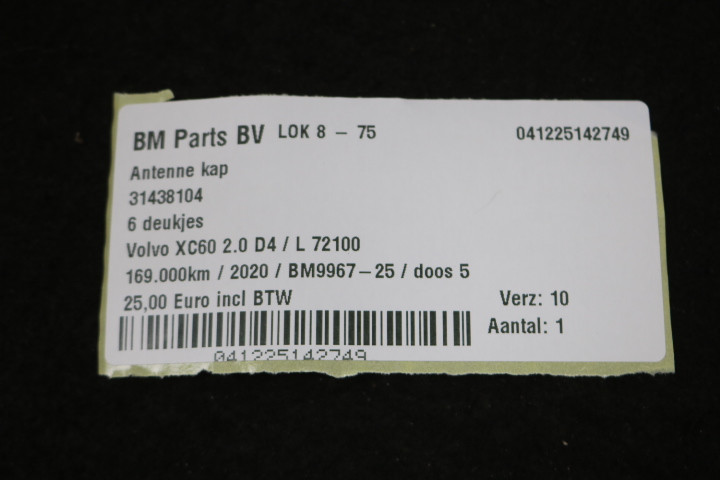 BM Parts BV LOK 8 - 75 041225142749
Antenne kap
31438104
6 deukjes
Volvo XC60 2.0 D4 / L 72100
169.000km / 2020 / BM9967-25 / doos 5
25,00 Euro incl BTW Verz: 10
Aantal: 1
041225142749